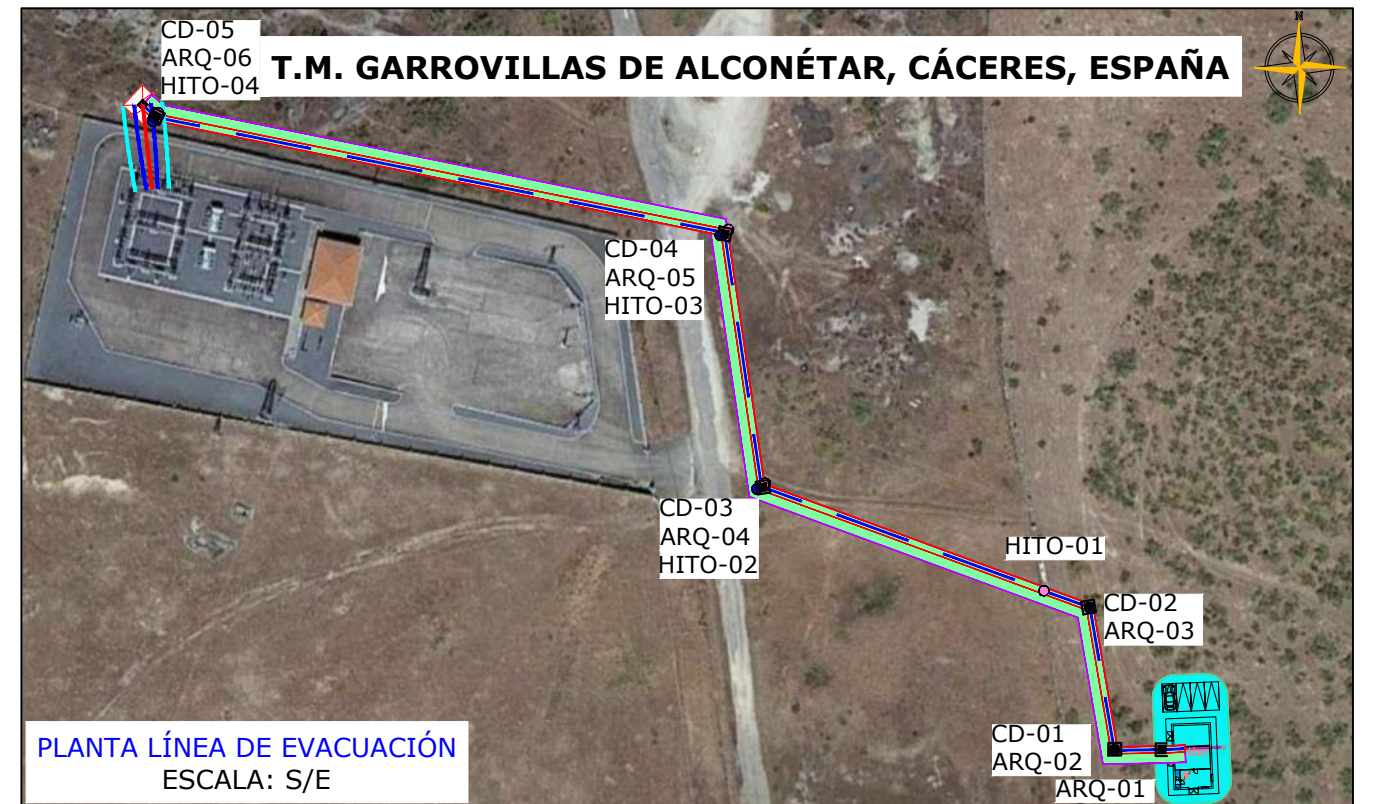 N
CD-05
ARQ-06
HITO-04
T.M. GARROVILLAS DE ALCONÉTAR, CÁCERES, ESPAÑA
CD-04
ARQ-05
HITO-03
CD-03
ARQ-04
HITO-02
HITO-01
CD-02
ARQ-03
CD-01
ARQ-02
ARQ-01
PLANTA LÍNEA DE EVACUACIÓN
ESCALA: S/E